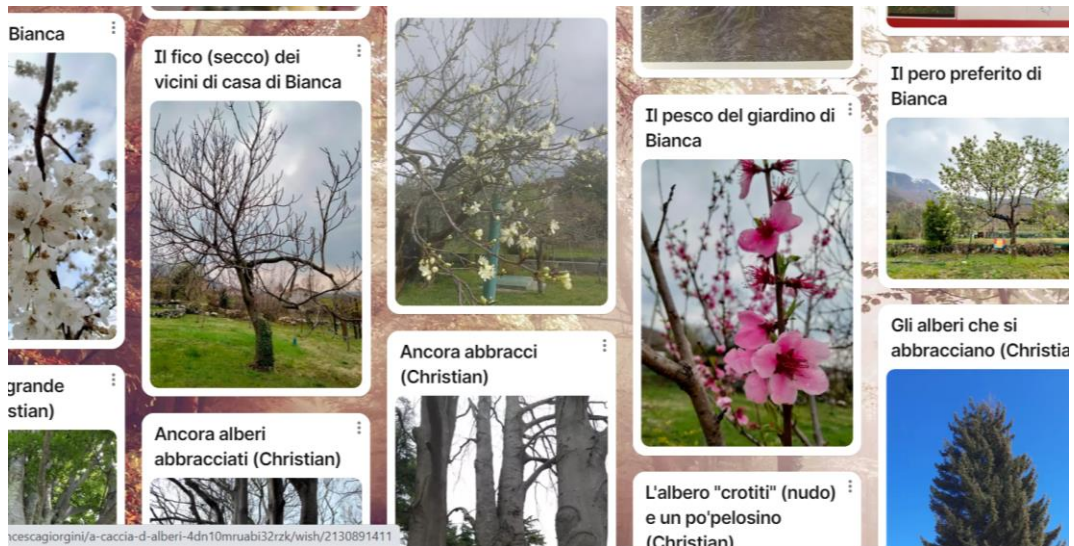 Bianca
grande
stian)
Il fico (secco) dei
vicini di casa di Bianca
Ancora alberi
abbracciati (Christian)
Ancora abbracci
(Christian)
Il pesco del giardino di
Bianca
L'albero "crotiti" (nudo)
e un po'pelosino
(Christian)
Il pero preferito di
Bianca
Gli alberi che si
abbracciano (Christia
ncescagiorgini/a-caccia-d-alberi-4dn10mruabi32rzk/wish/2130891411